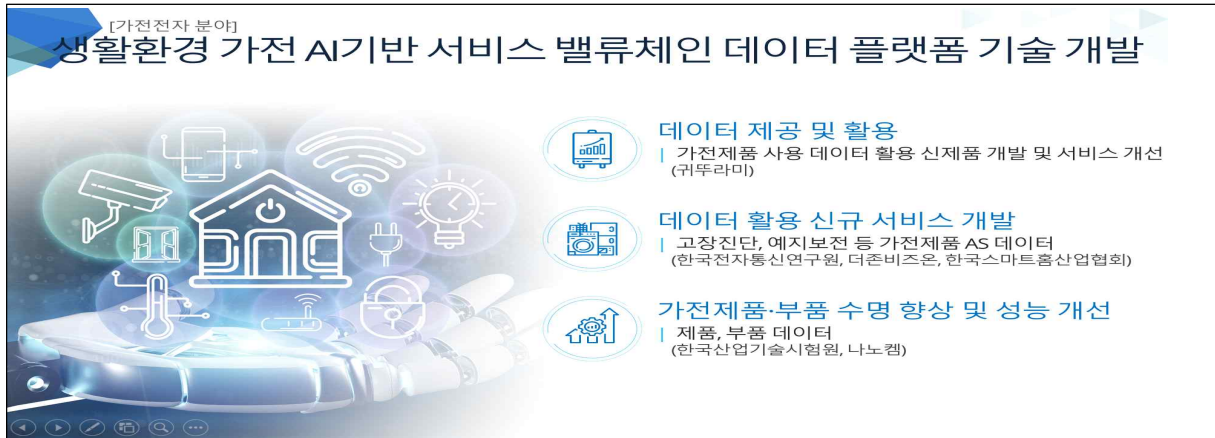 [가전전자 분야]
생활환경 가전 AI기반 서비스 밸류체인 데이터 플랫폼 기술 개발
데이터 제공 및 활용
| 가전제품 사용 데이터 활용 신제품 개발 및 서비스 개선
(귀뚜라미)
데이터 활용 신규 서비스 개발
| 고장진단, 예지보전 등 가전제품 AS 데이터
(한국전자통신연구원, 더존비즈온, 한국스마트홈산업협회)
가전제품·부품 수명 향상 및 성능 개선
| 제품, 부품 데이터
(한국산업기술시험원, 나노켐)